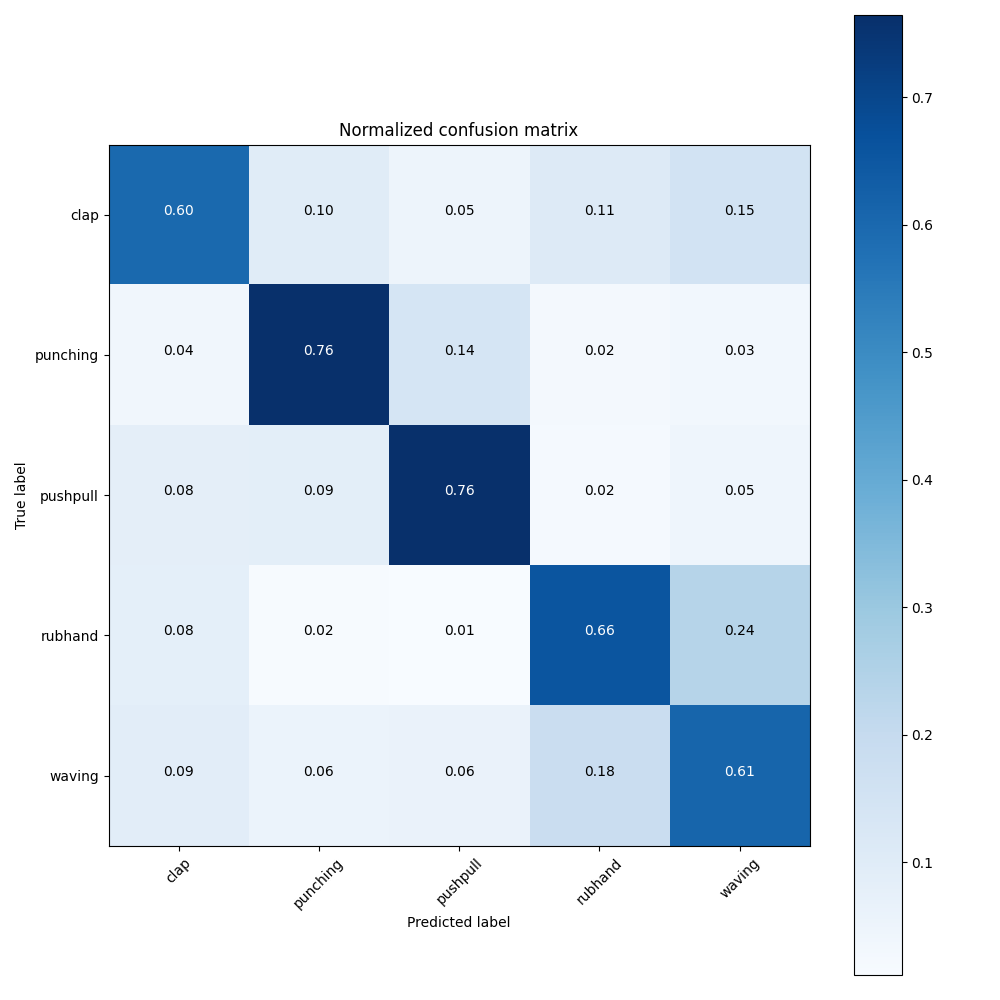 Normalized confusion matrix
True label
clap 0.60 0.10 0.05 0.11 0.15
punching 0.04 0.76 0.14 0.02 0.03
pushpull 0.08 0.09 0.76 0.02 0.05
rubhand 0.08 0.02 0.01 0.66 0.24
waving 0.09 0.06 0.06 0.18 0.61
clap punching pushpull rubhand waving
Predicted label
0.7
0.6
0.5
0.4
0.3
0.2
0.1